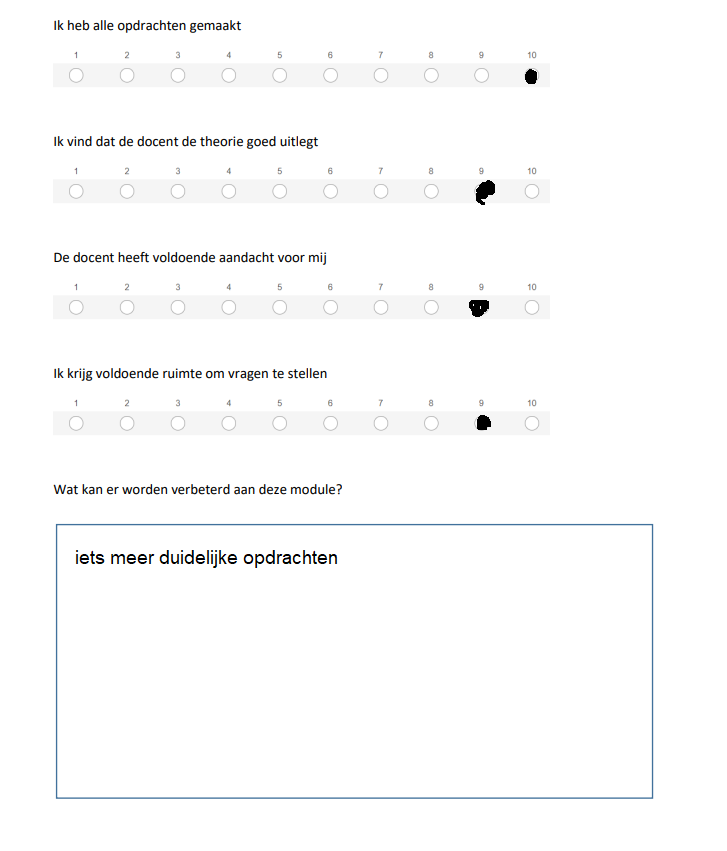 Ik heb alle opdrachten gemaakt
1 2 3 4 5 6 7 8 9 10
Ik vind dat de docent de theorie goed uitlegt
1 2 3 4 5 6 7 8 9 10
De docent heeft voldoende aandacht voor mij
1 2 3 4 5 6 7 8 9 10
Ik krijg voldoende ruimte om vragen te stellen
1 2 3 4 5 6 7 8 9 10
Wat kan er worden verbeterd aan deze module?
iets meer duidelijke opdrachten